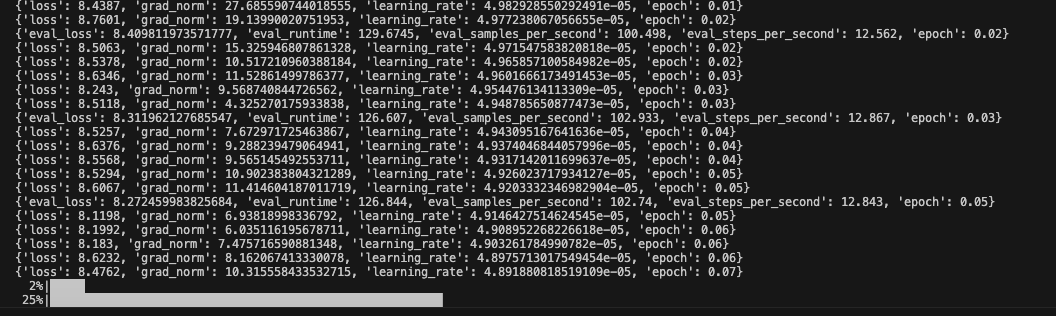 {'loss': 8.4387, 'grad_norm': 27.685590744018555, 'learning_rate': 4.982928550292491e-05, 'epoch': 0.01}
{'loss': 8.7601, 'grad_norm': 19.13990020751953, 'learning_rate': 4.977238067056655e-05, 'epoch': 0.02}
{'eval_loss': 8.409811973571777, 'eval_runtime': 129.6745, 'eval_samples_per_second': 100.498, 'eval_steps_per_second': 12.562, 'epoch': 0.02}
{'loss': 8.5063, 'grad_norm': 15.325946807861328, 'learning_rate': 4.971547583820818e-05, 'epoch': 0.02}
{'loss': 8.5378, 'grad_norm': 10.517210960388184, 'learning_rate': 4.965857100584982e-05, 'epoch': 0.02}
{'loss': 8.6346, 'grad_norm': 11.52861499786377, 'learning_rate': 4.9601666173491453e-05, 'epoch': 0.03}
{'loss': 8.243, 'grad_norm': 9.568740844726562, 'learning_rate': 4.954476134113309e-05, 'epoch': 0.03}
{'loss': 8.5118, 'grad_norm': 4.325270175933838, 'learning_rate': 4.948785650877473e-05, 'epoch': 0.03}
{'eval_loss': 8.311962127685547, 'eval_runtime': 126.607, 'eval_samples_per_second': 102.933, 'eval_steps_per_second': 12.867, 'epoch': 0.03}
{'loss': 8.5257, 'grad_norm': 7.672971725463867, 'learning_rate': 4.943095167641636e-05, 'epoch': 0.04}
{'loss': 8.6376, 'grad_norm': 9.288239479064941, 'learning_rate': 4.9374046844057996e-05, 'epoch': 0.04}
{'loss': 8.5568, 'grad_norm': 9.565145492553711, 'learning_rate': 4.9317142011699637e-05, 'epoch': 0.04}
{'loss': 8.5294, 'grad_norm': 10.902383804321289, 'learning_rate': 4.926023717934127e-05, 'epoch': 0.05}
{'loss': 8.6067, 'grad_norm': 11.414604187011719, 'learning_rate': 4.9203332346982904e-05, 'epoch': 0.05}
{'eval_loss': 8.272459983825684, 'eval_runtime': 126.844, 'eval_samples_per_second': 102.74, 'eval_steps_per_second': 12.843, 'epoch': 0.05}
{'loss': 8.1198, 'grad_norm': 6.93818998336792, 'learning_rate': 4.9146427514624545e-05, 'epoch': 0.05}
{'loss': 8.1992, 'grad_norm': 6.035116195678711, 'learning_rate': 4.908952268226618e-05, 'epoch': 0.06}
{'loss': 8.183, 'grad_norm': 7.475716590881348, 'learning_rate': 4.903261784990782e-05, 'epoch': 0.06}
{'loss': 8.6232, 'grad_norm': 8.162067413330078, 'learning_rate': 4.8975713017549454e-05, 'epoch': 0.06}
{'loss': 8.4762, 'grad_norm': 10.315558433532715, 'learning_rate': 4.891880818519109e-05, 'epoch': 0.07}
2%|
25%|